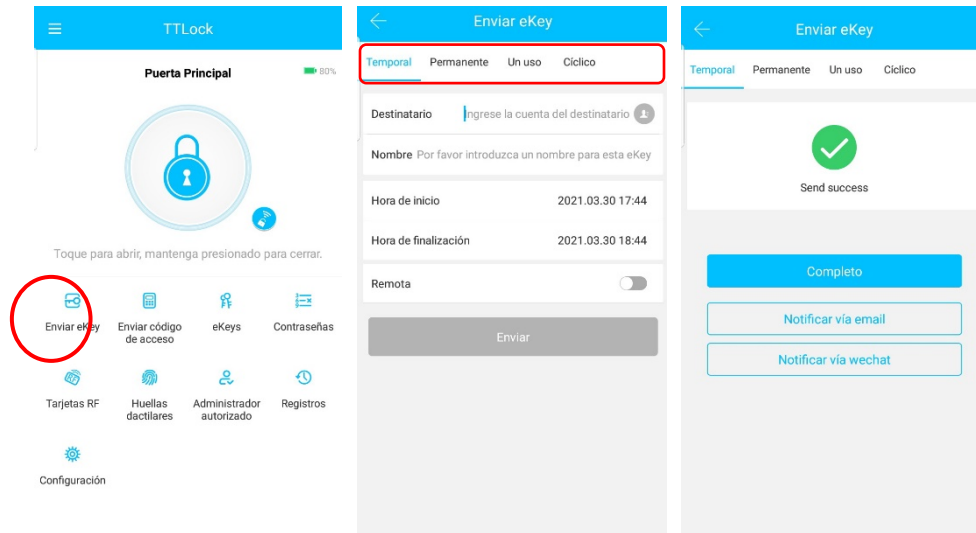 TTLock
Puerta Principal
80%
Toque para abrir, mantenga presionado para cerrar.
Enviar eKey
Enviar código de acceso
eKeys
Contraseñas
Tarjetas RF
Huellas dactilares
Administrador autorizado
Registros
Configuración
Enviar eKey
Temporal Permanente Un uso Cíclico
Destinatario Ingrese la cuenta del destinatario
Nombre Por favor introduzca un nombre para esta eKey
Hora de inicio 2021.03.30 17:44
Hora de finalización 2021.03.30 18:44
Remota
Enviar
Enviar eKey
Temporal Permanente Un uso Cíclico
Send success
Completo
Notificar vía email
Notificar vía wechat